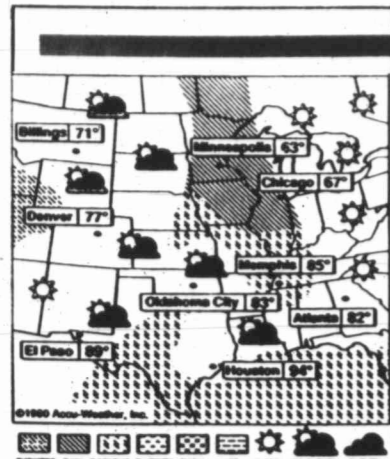 Billings 71°
Minneapolis 63°
Chicago 67°
Denver 77°
Memphis 85°
Oklahoma City 83°
Atlanta 82°
El Paso 89°
Houston 94°
Accu-Weather, Inc.